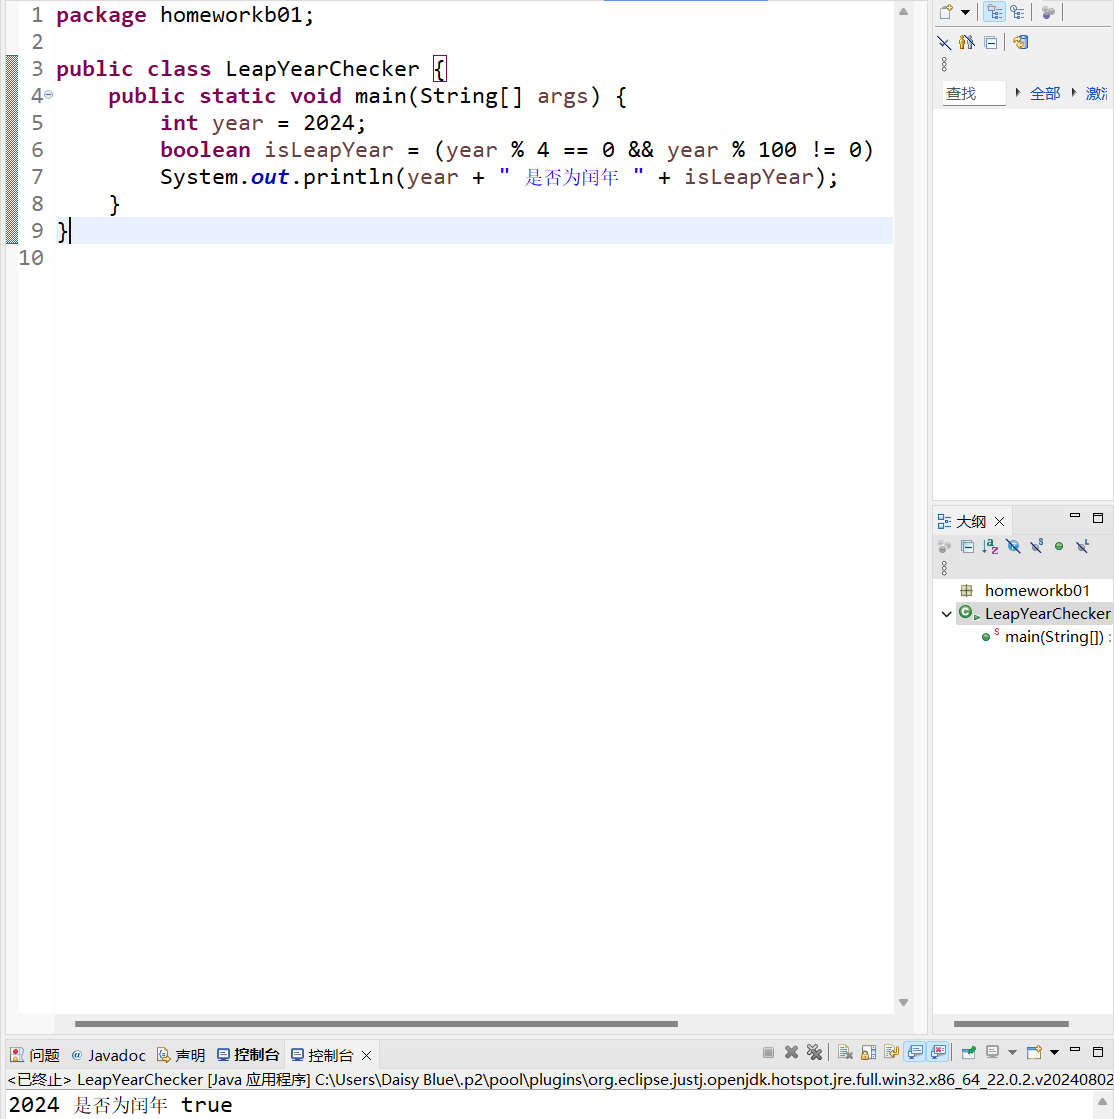 1 package homeworkb01;
2
3 public class LeapYearChecker {
4 public static void main(String[] args) {
5 int year = 2024;
6 boolean isLeapYear = (year % 4 == 0 && year % 100 != 0)
7 System.out.println(year + " 是否为闰年 " + isLeapYear);
8 }
9 }
10
查找 全部
大纲
homeworkb01
LeapYearChecker
main(String[]) :
问题 @ Javadoc 声明 控制台 控制台
<已终止> LeapYearChecker [Java 应用程序] C:\Users\Daisy Blue\.p2\pool\plugins\org.eclipse.justj.openjdk.hotspot.jre.full.win32.x86_64_22.0.2.v20240802
2024 是否为闰年 true